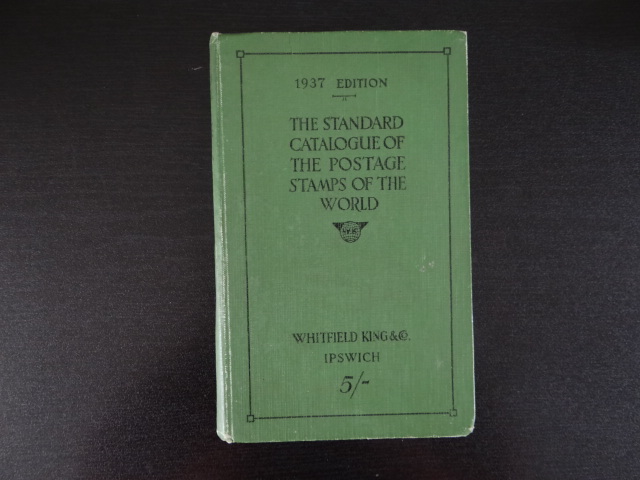 1937 EDITION
THE STANDARD
CATALOGUE OF
THE POSTAGE
STAMPS OF THE
WORLD
WHITFIELD KING & CO.
IPSWICH
5/-